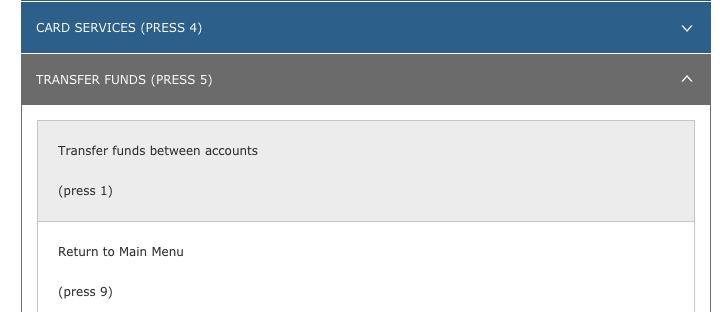 CARD SERVICES (PRESS 4)
TRANSFER FUNDS (PRESS 5)
Transfer funds between accounts
(press 1)
Return to Main Menu
(press 9)